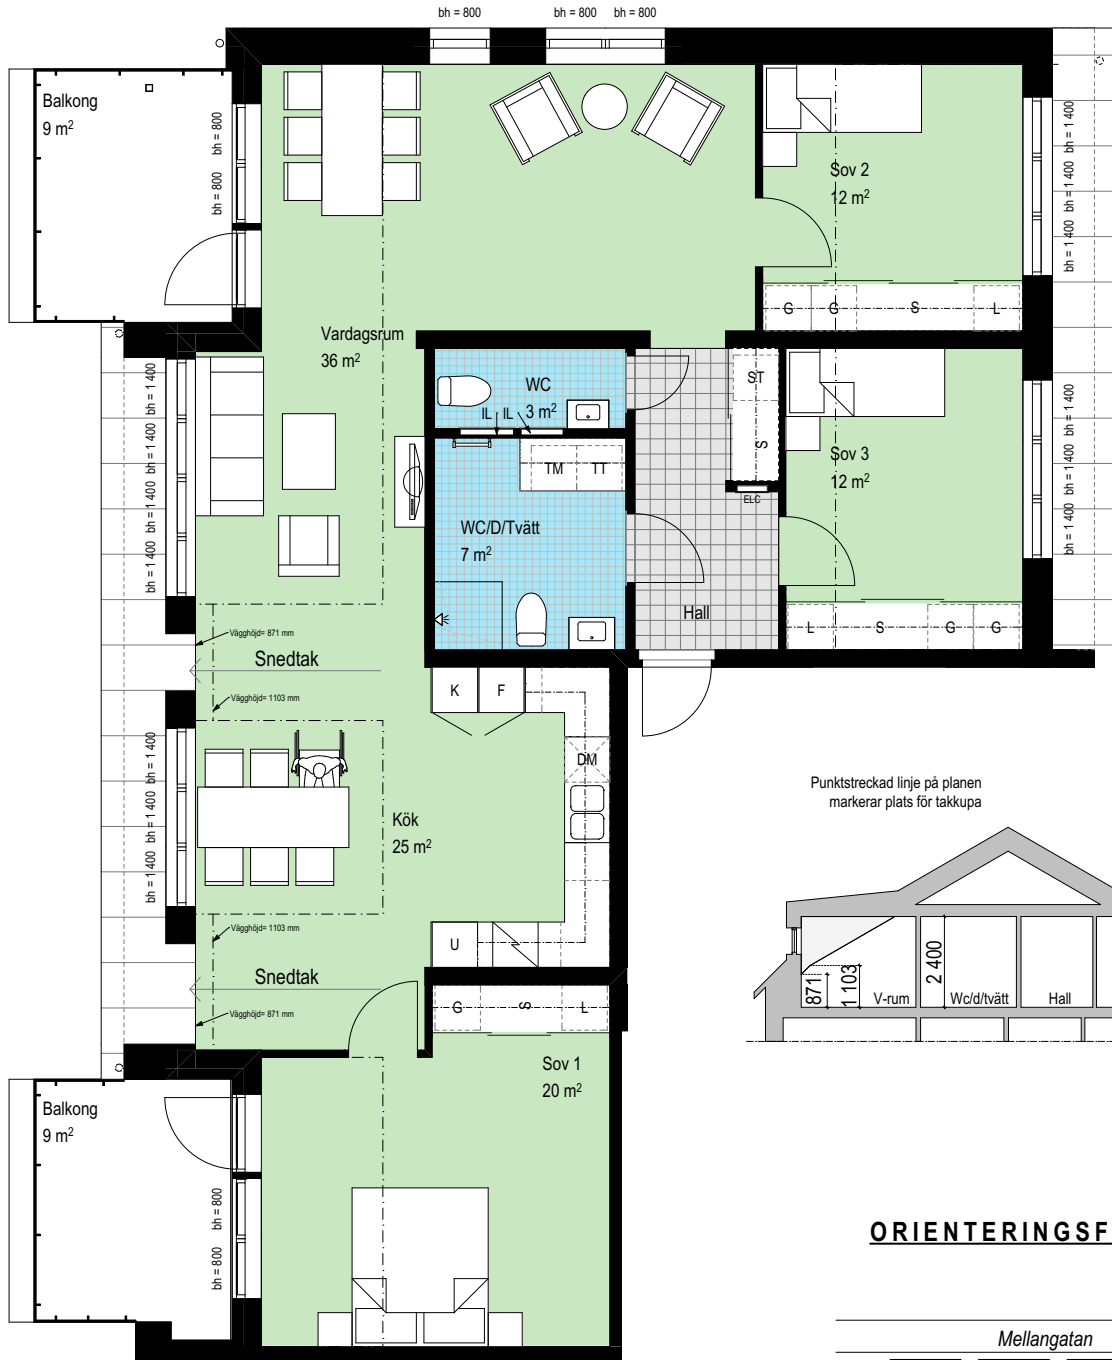 bh = 800
bh = 800
bh = 800
Balkong
9 m²
bh = 800
bh = 800
Sov 2
12 m²
bh = 1 400
bh = 1 400
bh = 1 400
G
G
S
L
Vardagsrum
36 m²
WC
3 m²
IL
IL
ST
S
ELC
TM
TT
WC/D/Tvätt
7 m²
Sov 3
12 m²
bh = 1 400
bh = 1 400
bh = 1 400
bh = 1 400
bh = 1 400
bh = 1 400
bh = 1 400
Hall
L
S
G
G
Vägghöjd= 871 mm
Snedtak
Vägghöjd= 1103 mm
K
F
DM
bh = 1 400
bh = 1 400
bh = 1 400
Kök
25 m²
Punktstreckad linje på planen
markerar plats för takkupa
871
1 103
2 400
V-rum
Wc/d/tvätt
Hall
U
Vägghöjd= 1103 mm
Snedtak
Vägghöjd= 871 mm
G
S
L
Sov 1
20 m²
Balkong
9 m²
bh = 800
bh = 800
ORIENTERINGSF
Mellangatan